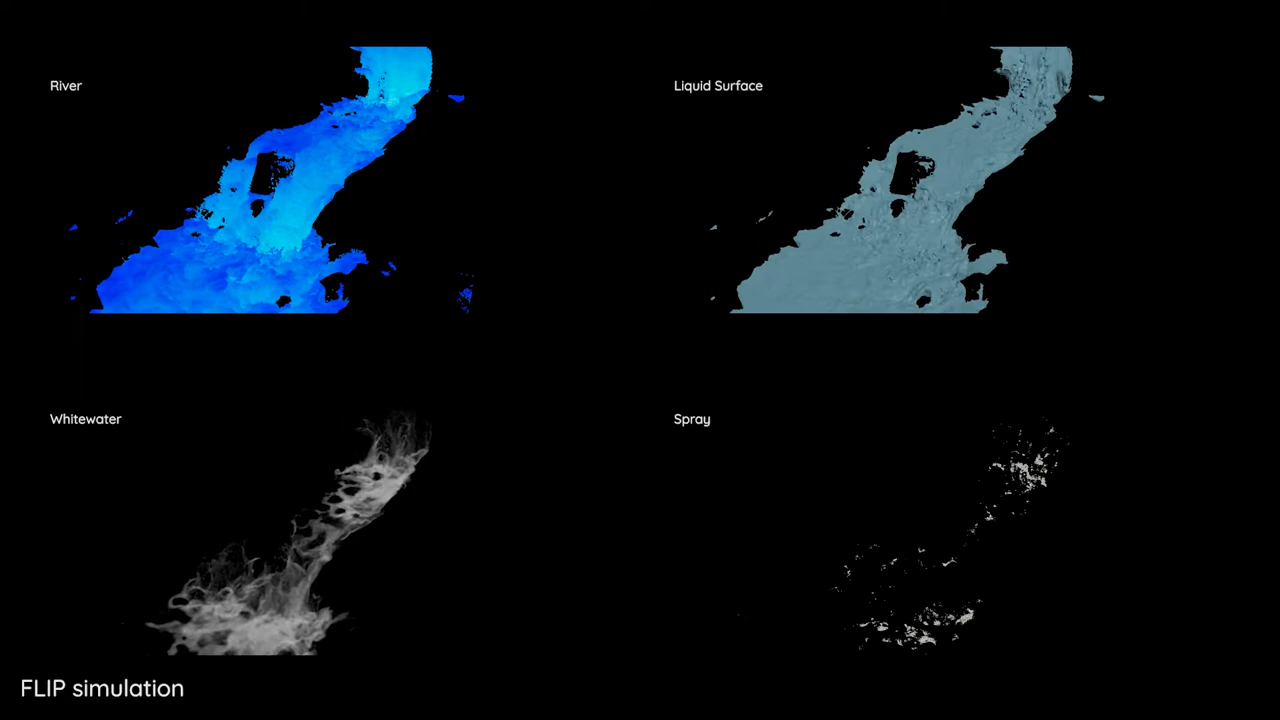 River
Liquid Surface
Whitewater
Spray
FLIP simulation